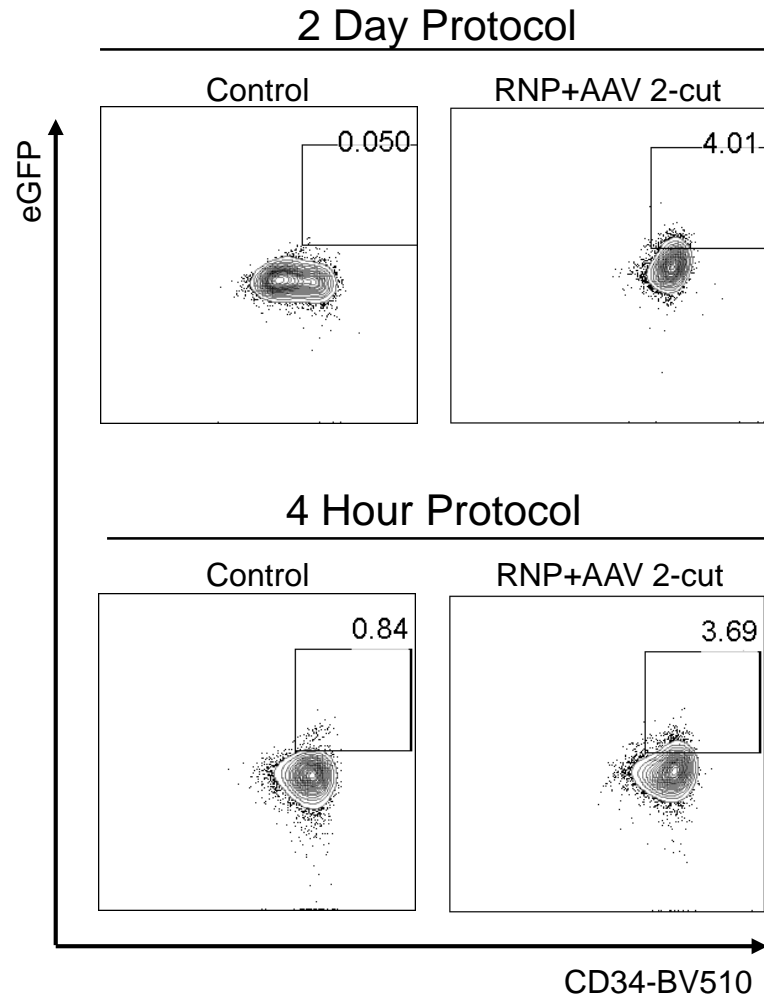 2 Day Protocol
Control RNP+AAV 2-cut
0.050 4.01
eGFP
4 Hour Protocol
Control RNP+AAV 2-cut
0.84 3.69
CD34-BV510